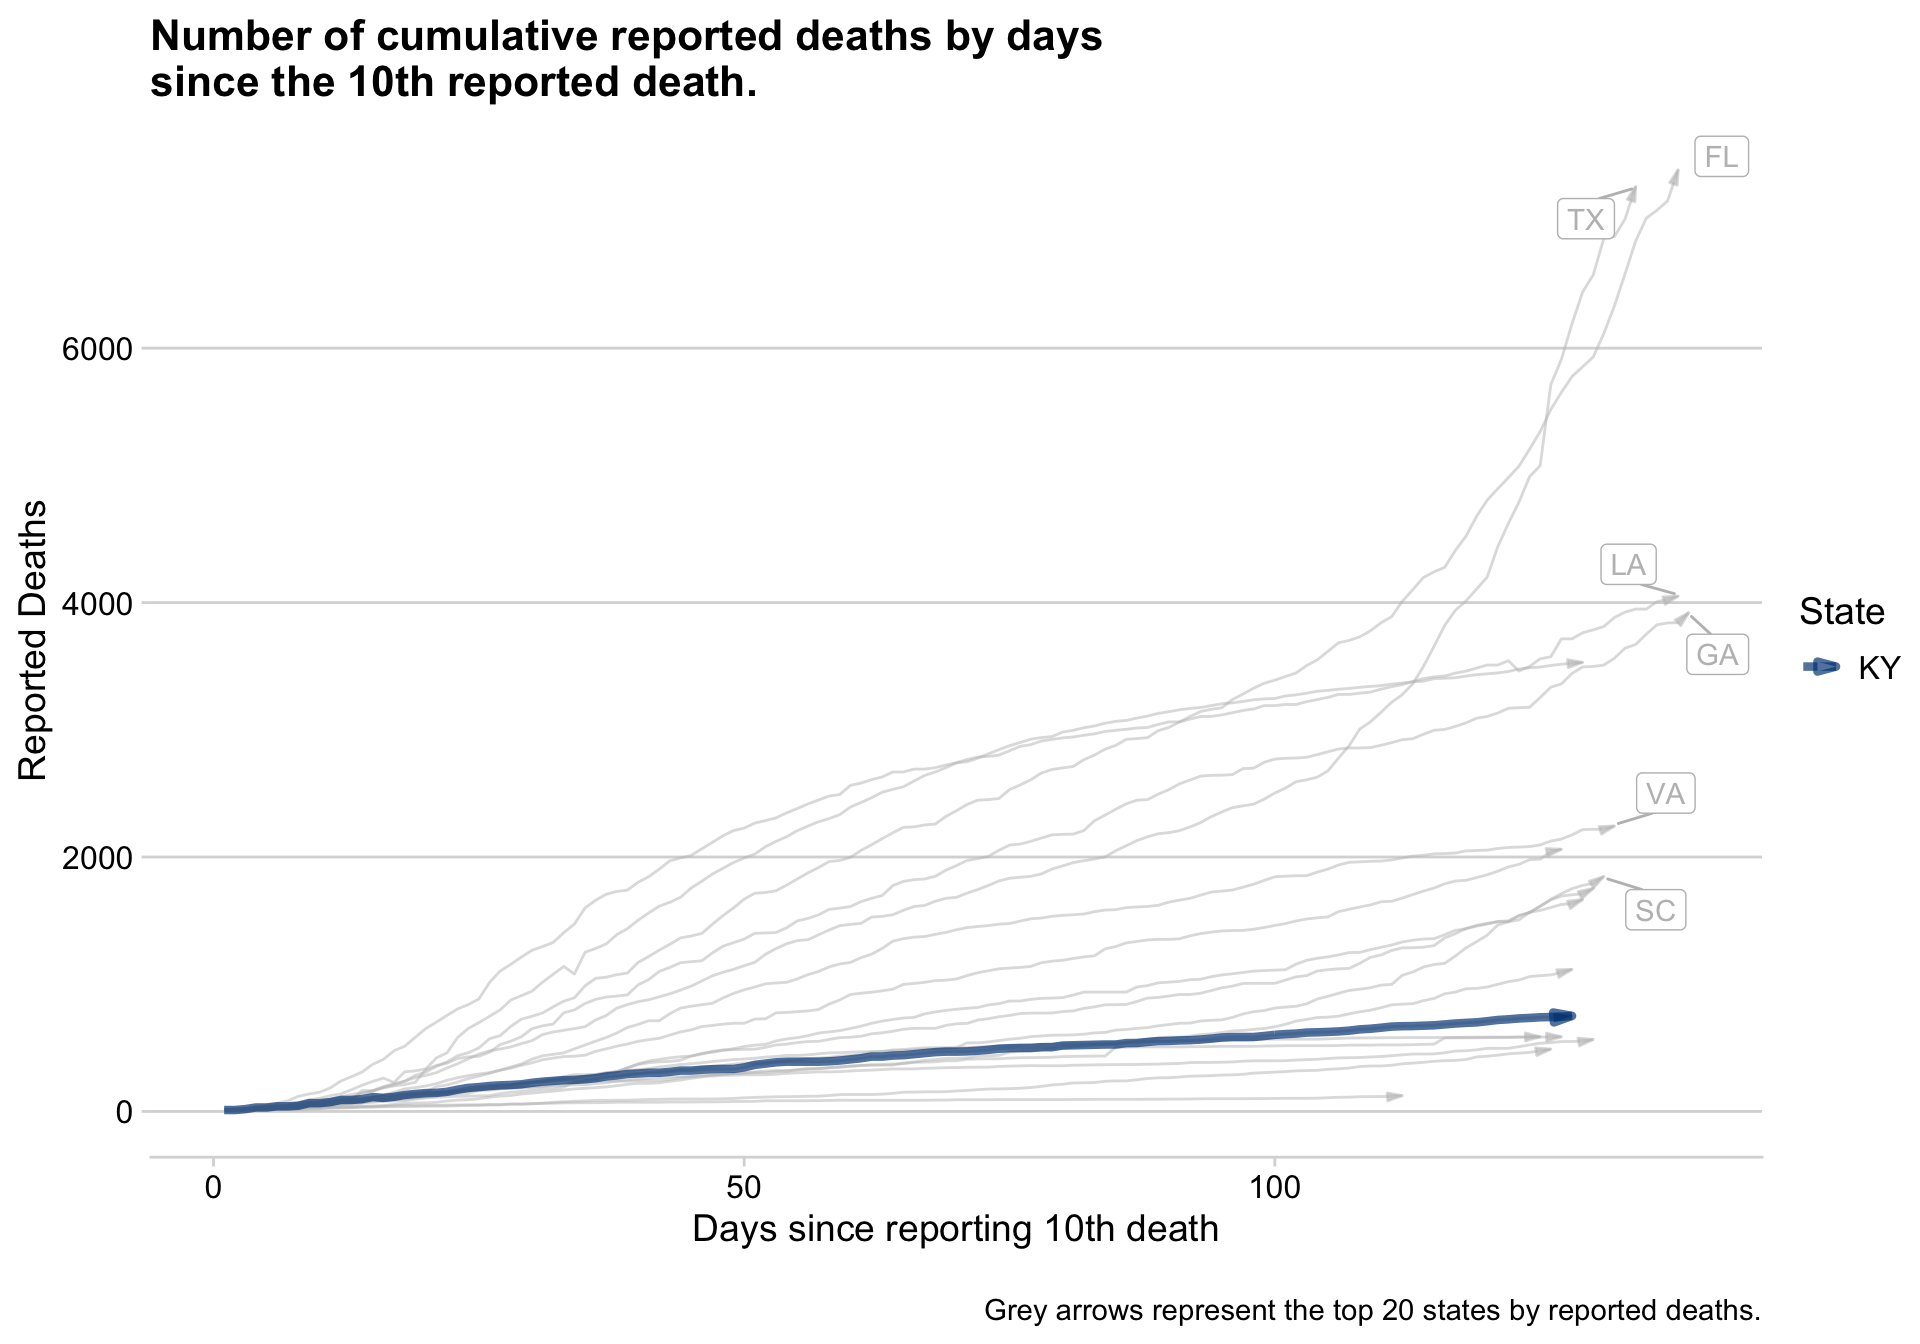 Number of cumulative reported deaths by days
since the 10th reported death.
FL
TX
6000
LA
4000
GA
State
KY
VA
2000
SC
0
Reported Deaths
0 50 100
Days since reporting 10th death
Grey arrows represent the top 20 states by reported deaths.